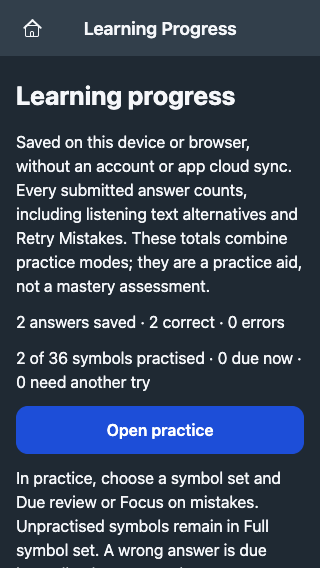 Learning Progress
Learning progress
Saved on this device or browser,
without an account or app cloud sync.
Every submitted answer counts,
including listening text alternatives and
Retry Mistakes. These totals combine
practice modes; they are a practice aid,
not a mastery assessment.
2 answers saved · 2 correct · 0 errors
2 of 36 symbols practised · 0 due now ·
0 need another try
Open practice
In practice, choose a symbol set and
Due review or Focus on mistakes.
Unpractised symbols remain in Full
symbol set. A wrong answer is due